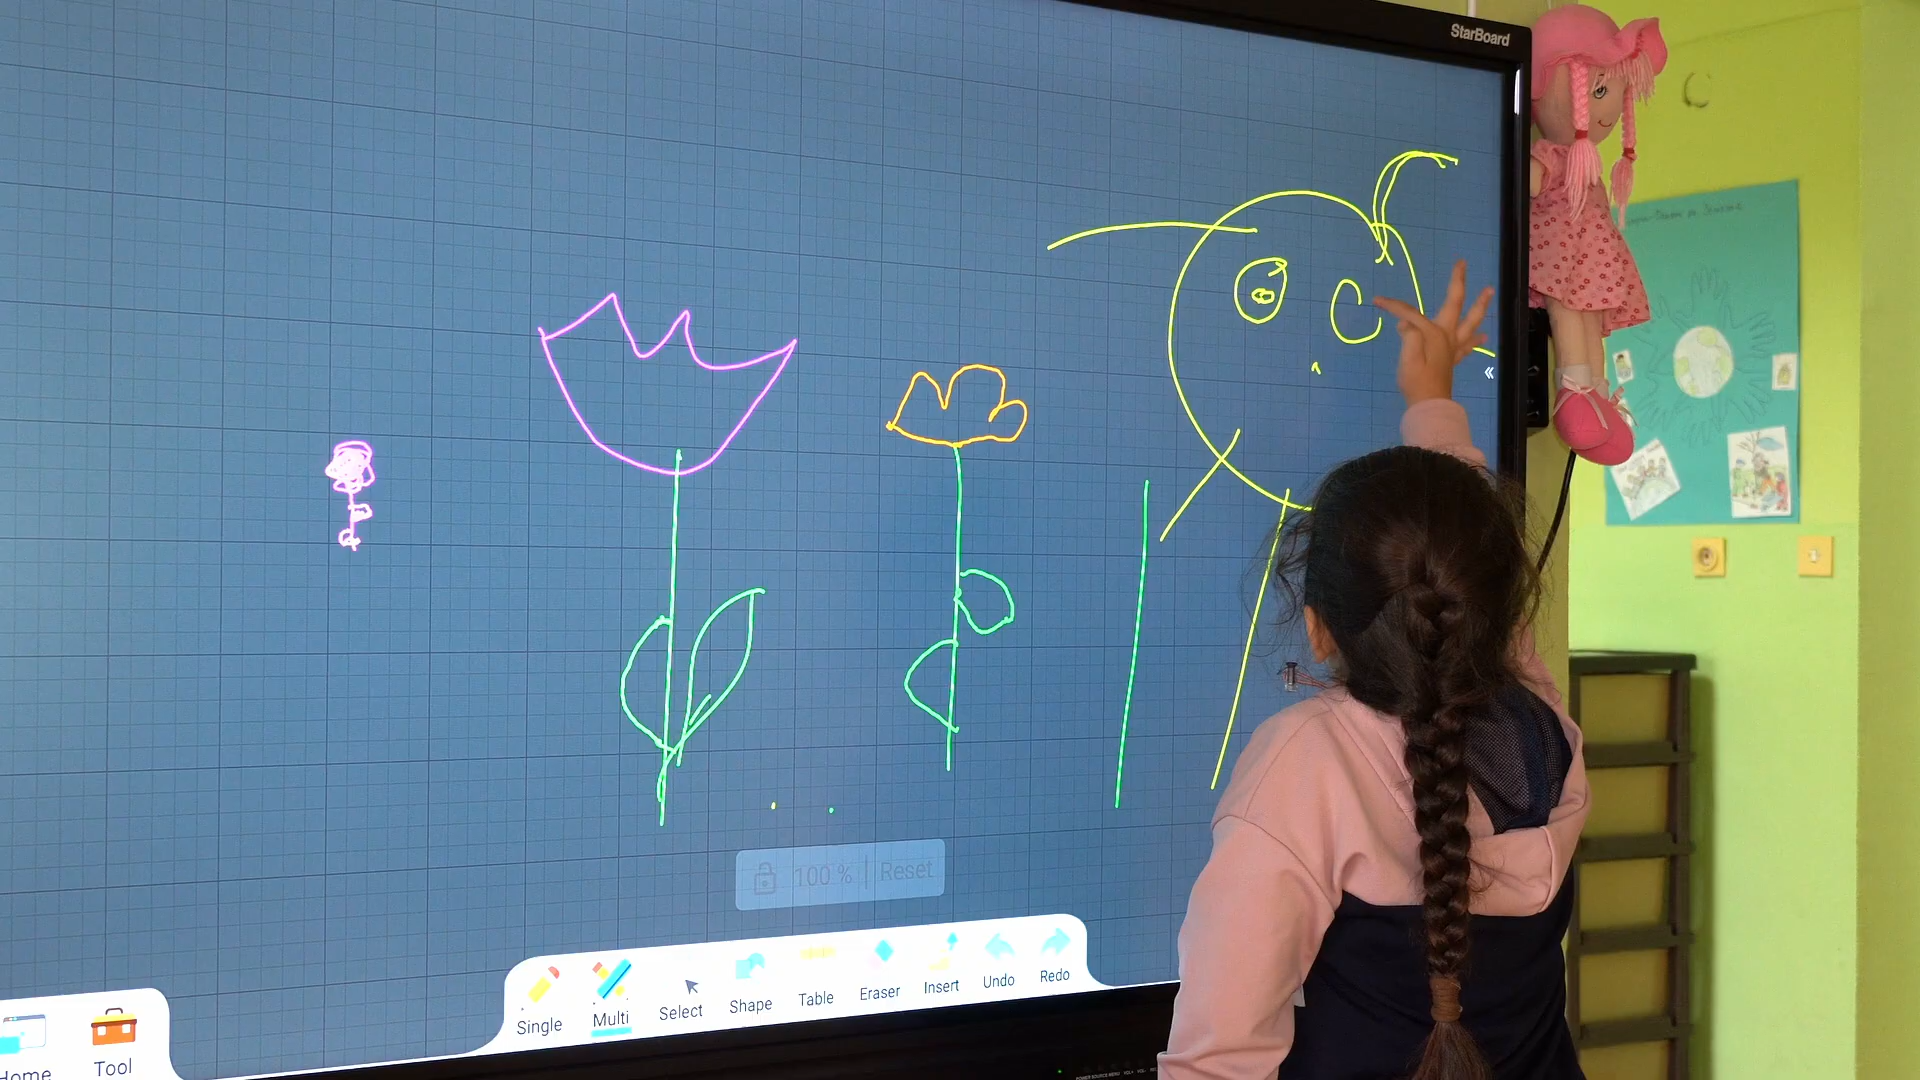 StarBoard
«
100 % | Reset
Single
Multi
Select
Shape
Table
Eraser
Insert
Undo
Redo
Home
Tool